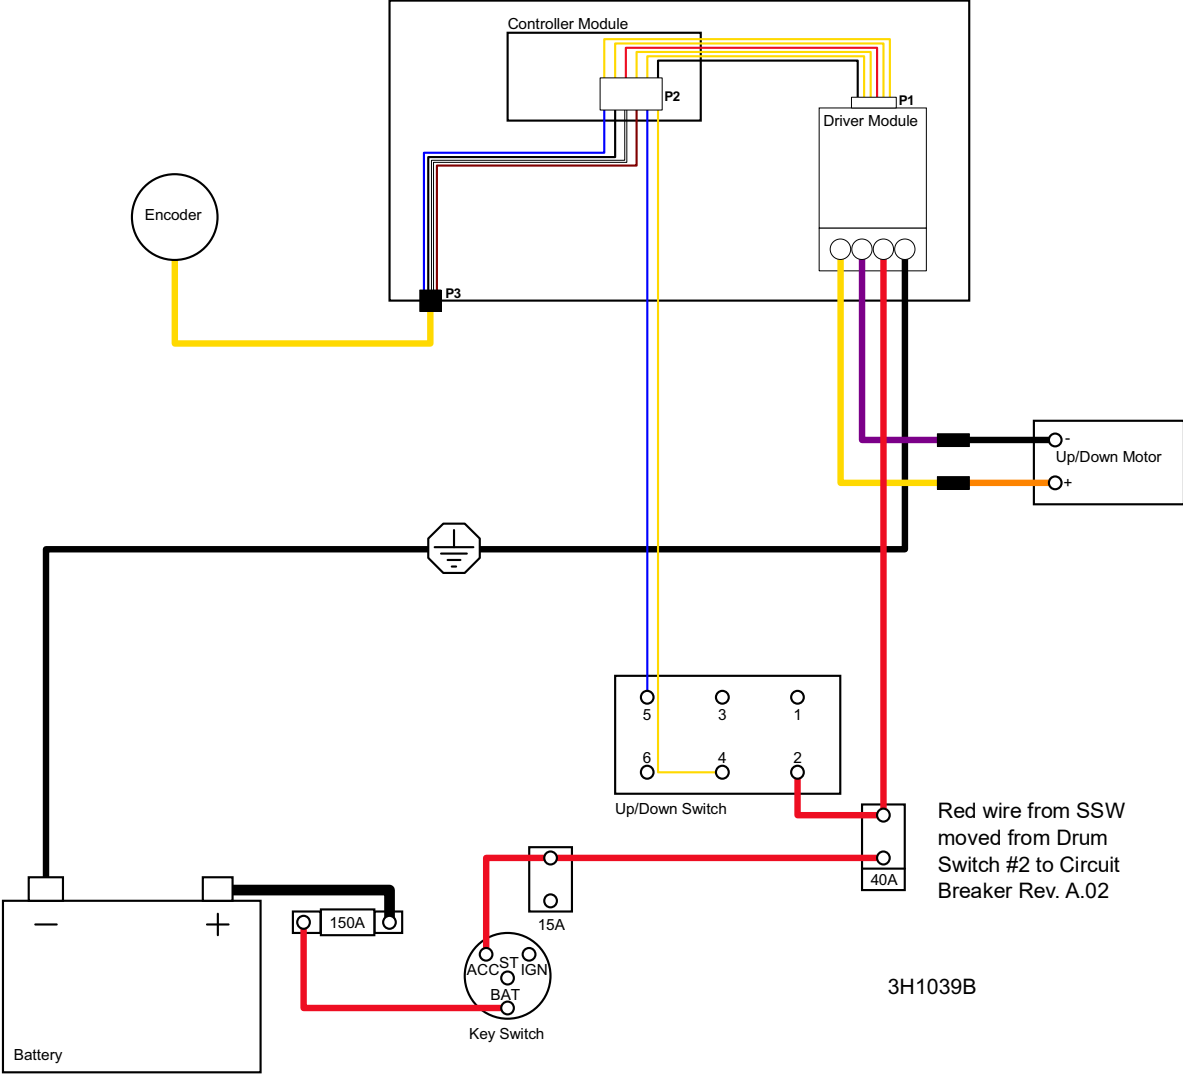 Controller Module
P2
P1
Driver Module
Encoder
P3
-
Up/Down Motor
+
5
3
1
6
4
2
Up/Down Switch
Red wire from SSW
moved from Drum
Switch #2 to Circuit
Breaker Rev. A.02
40A
15A
150A
ACC
ST
IGN
BAT
Key Switch
3H1039B
—
+
Battery